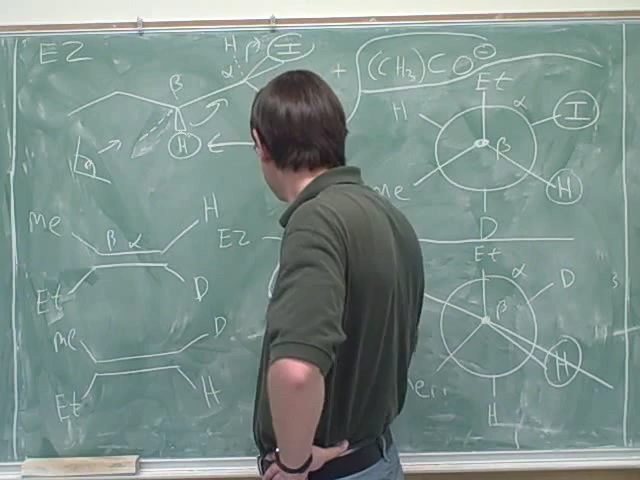 E2
H β I
α
β
H
+ (CH₃)CO⊖
Et
H α I
β
Me H
D
Me H
β α
Et D
E2
Et
α D
β
H
H
Me D
Et H